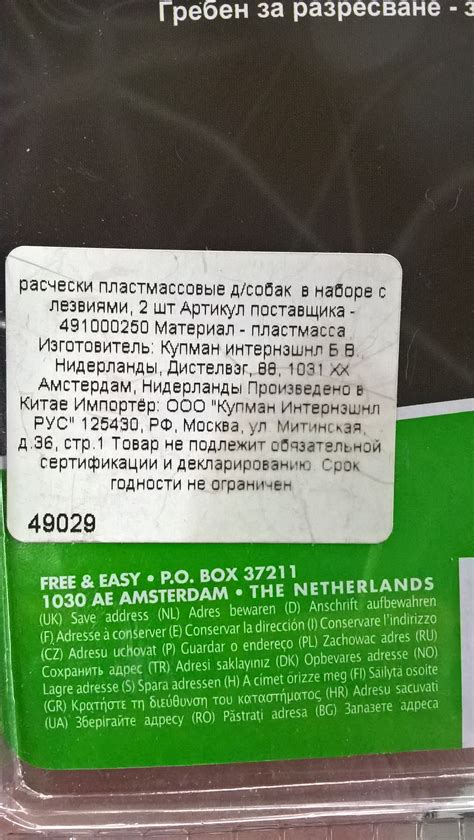 Гребен за разресване - з
расчески пластмассовые д/собак в наборе с
лезвиями, 2 шт Артикул поставщика -
491000250 Материал - пластмасса
Изготовитель: Купман интернэшнл Б.В.,
Нидерланды, Дистелвэг, 88, 1031 XX
Амстердам, Нидерланды Произведено в
Китае Импортёр: ООО "Купман Интернэшнл
РУС" 125430, РФ, Москва, ул. Митинская,
д.36, стр.1 Товар не подлежит обязательной
сертификации и декларированию. Срок
годности не ограничен
49029
FREE & EASY • P.O. BOX 37211
1030 AE AMSTERDAM • THE NETHERLANDS
(UK) Save address (NL) Adres bewaren (D) Anschrift aufbewahren
(F) Adresse à conserver (E) Conservar la dirección (I) Conservare l'indirizzo
(CZ) Adresu uchovat (P) Guardar o endereço (PL) Zachowac adres (RU)
Сохранить адрес (TR) Adresi saklayiniz (DK) Opbevares adresse (NO)
Lagre adresse (S) Spara adressen (H) A címet örizze meg (FI) Säilytä osoite
(GR) Κρατήστε τη διεύθυνση του καταστήματος (HR) Adresu sacuvati
(UA) Зберігайте адресу (RO) Păstrați adresa (BG) Запазете адреса